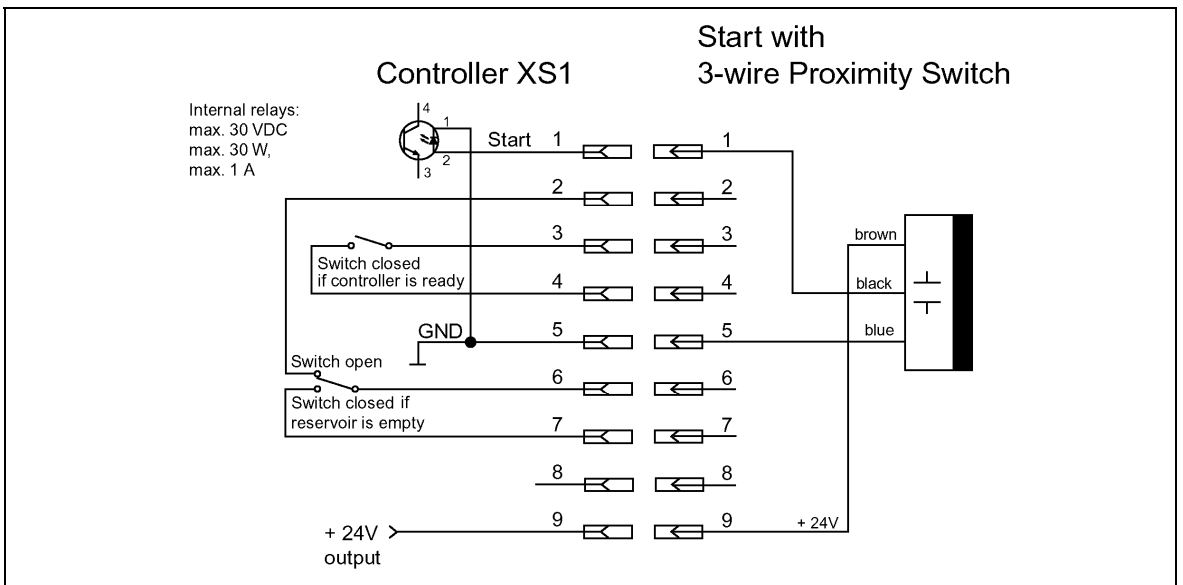 Start with
3-wire Proximity Switch
Controller XS1
Internal relays:
max. 30 VDC
max. 30 W,
max. 1 A
4
1
2
3
Start 1
2
3
Switch closed
if controller is ready
4
GND 5
Switch open
6
Switch closed if
reservoir is empty
7
8
9
+ 24V
output
1
2
3
4
5
6
7
8
9
+ 24V
brown
black
blue